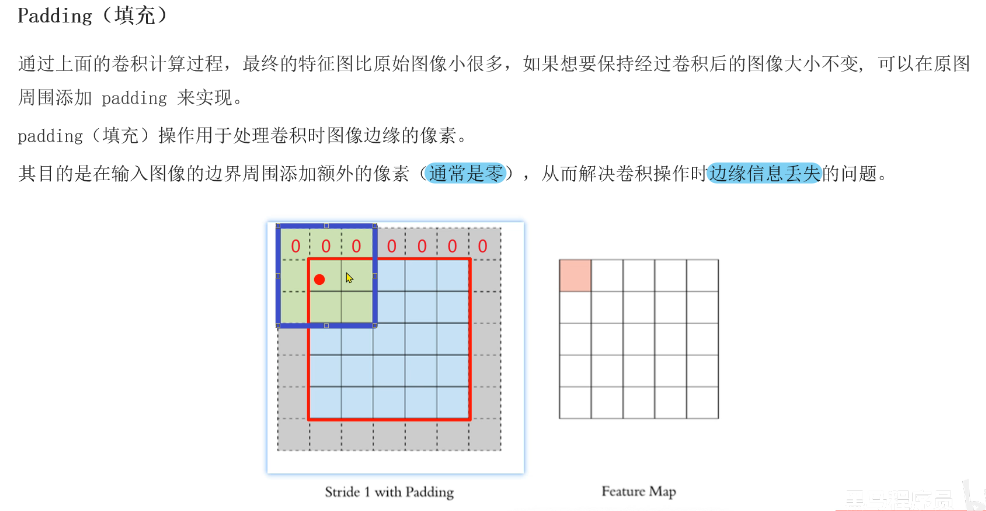 Padding（填充）
通过上面的卷积计算过程，最终的特征图比原始图像小很多，如果想要保持经过卷积后的图像大小不变, 可以在原图
周围添加 padding 来实现。
padding（填充）操作用于处理卷积时图像边缘的像素。
其目的是在输入图像的边界周围添加额外的像素（通常是零），从而解决卷积操作时边缘信息丢失的问题。
0 0 0 0 0 0 0
Stride 1 with Padding
Feature Map